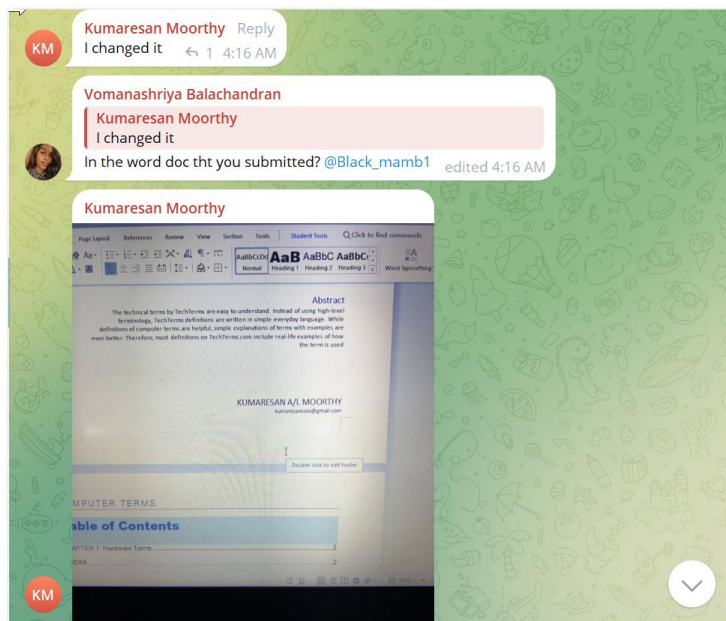 Kumaresan Moorthy Reply
I changed it 1 4:16 AM
KM
Vomanashriya Balachandran
Kumaresan Moorthy
I changed it
In the word doc tht you submitted? @Black_mamb1 edited 4:16 AM
Kumaresan Moorthy
Page Layout References Review View Section Tools Student Tools Click to find commands
AaBbCcDd AaB AaBbC AaBbC
Normal Heading 1 Heading 2 Heading 3 Word Typesetting
Abstract
The technical terms by TechTerms are easy to understand. Instead of using high-level
terminology, TechTerms definitions are written in simple everyday language. While
definitions of computer terms are helpful, simple explanations of terms with examples are
even better. Therefore, most definitions on TechTerms.com include real-life examples of how
the term is used
KUMARESAN A/L MOORTHY
kumaresansolo@gmail.com
Double click to edit footer
MPUTER TERMS
able of Contents
APTER 1: Hardware Terms 2
HDMI 2
KM